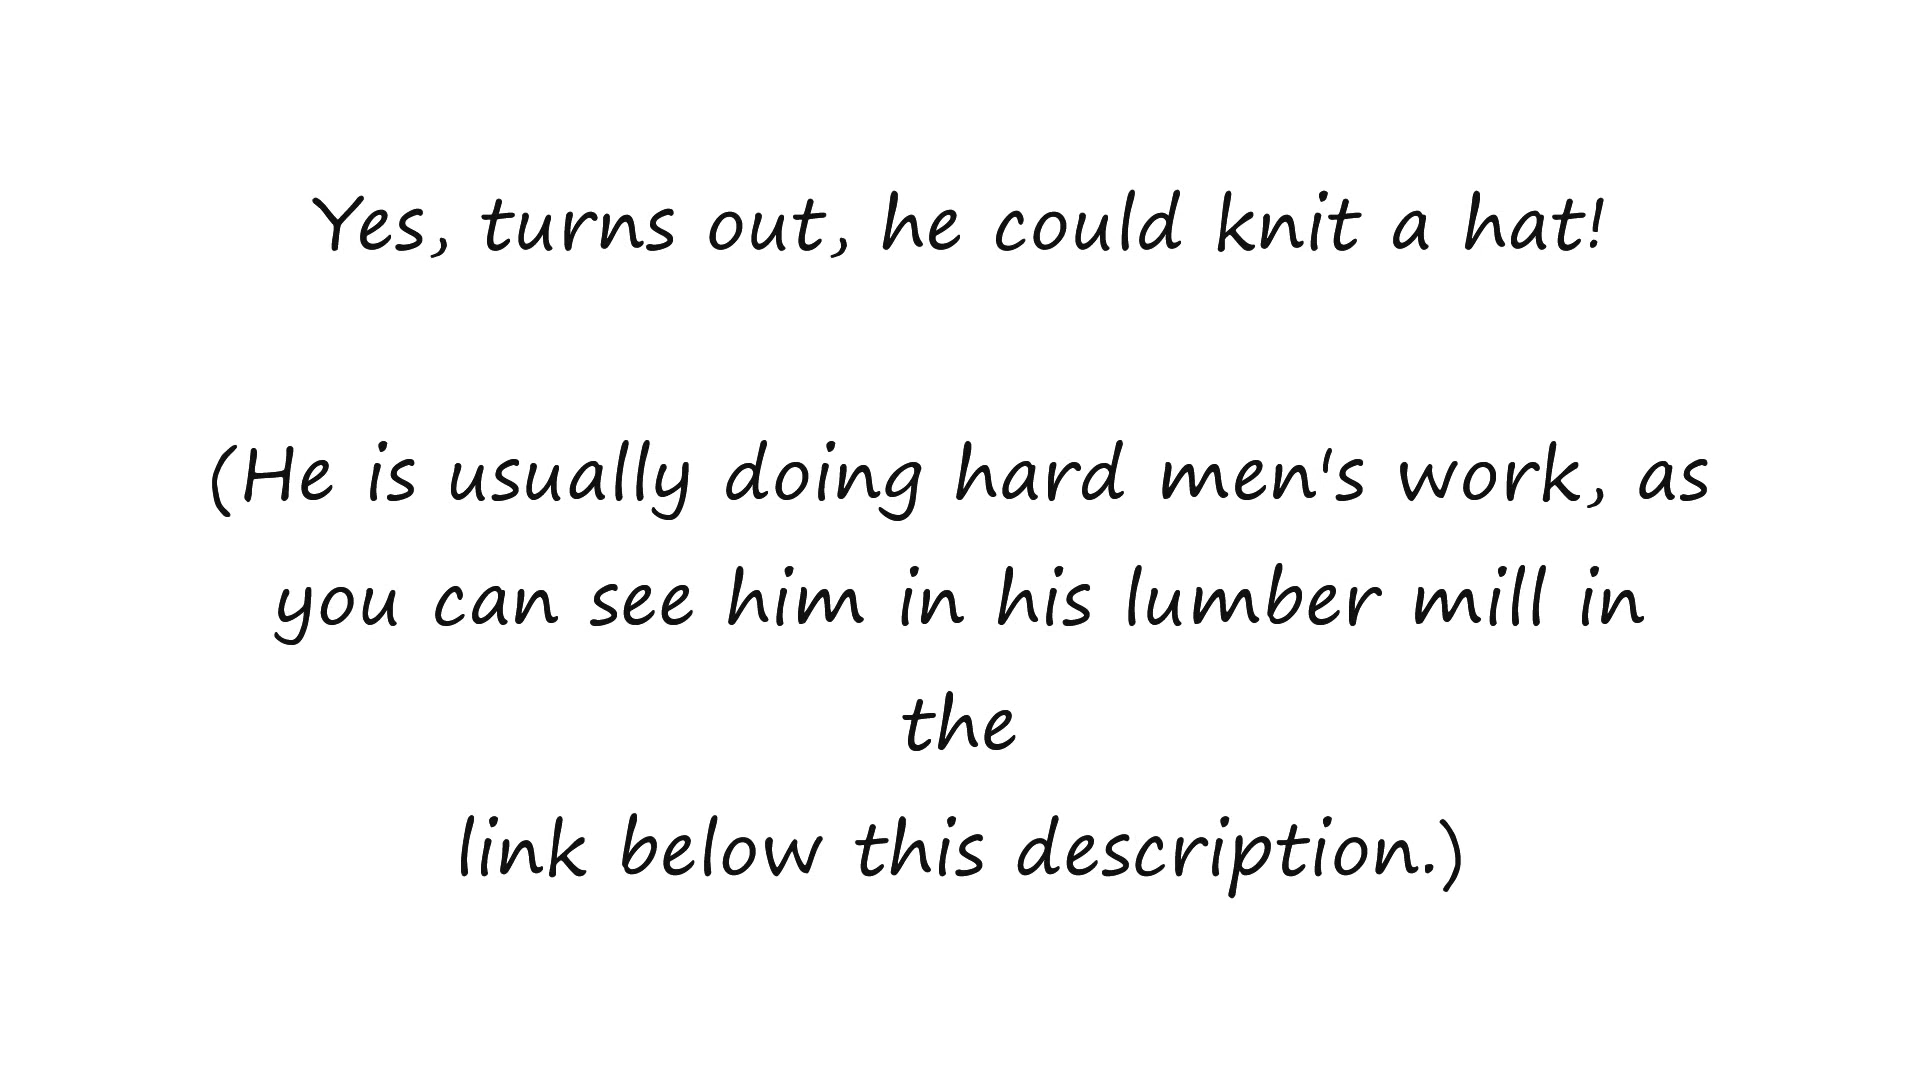 Yes, turns out, he could knit a hat!
(He is usually doing hard men's work, as
you can see him in his lumber mill in
the
link below this description.)